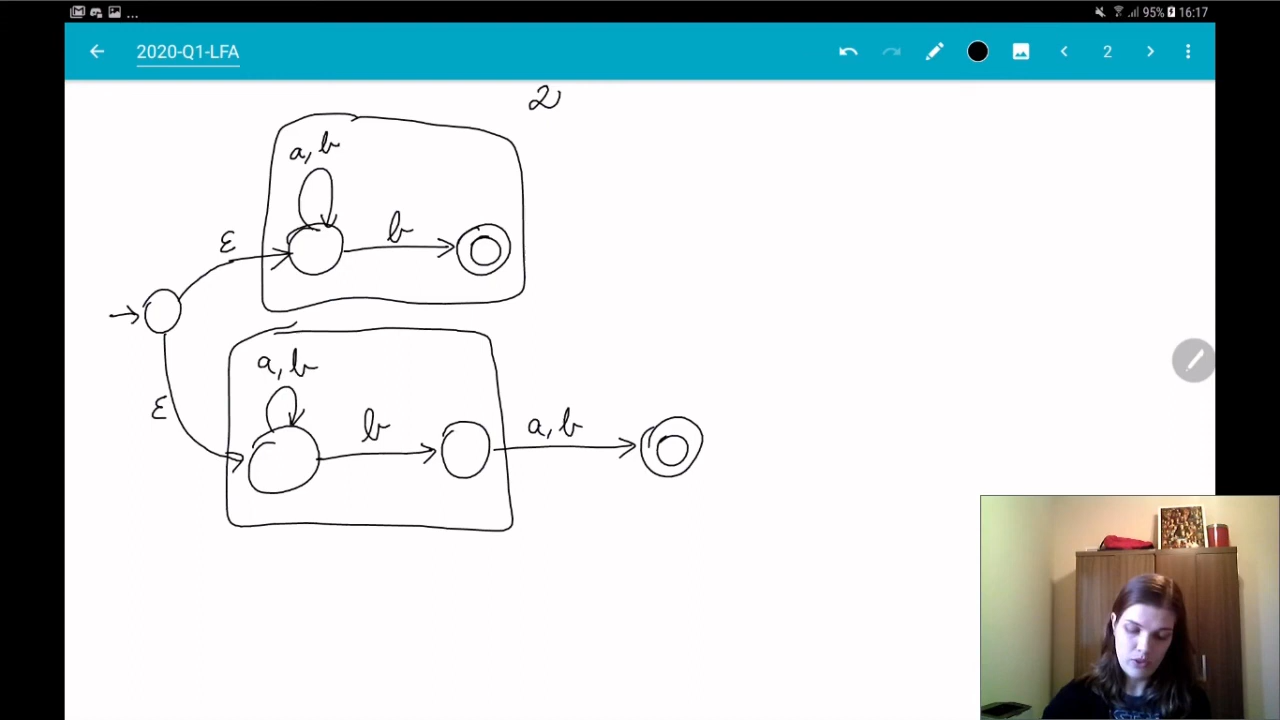 ... 95% 16:17
2020-Q1-LFA 2
2
a, b
b
ε
a, b
ε
b
a, b